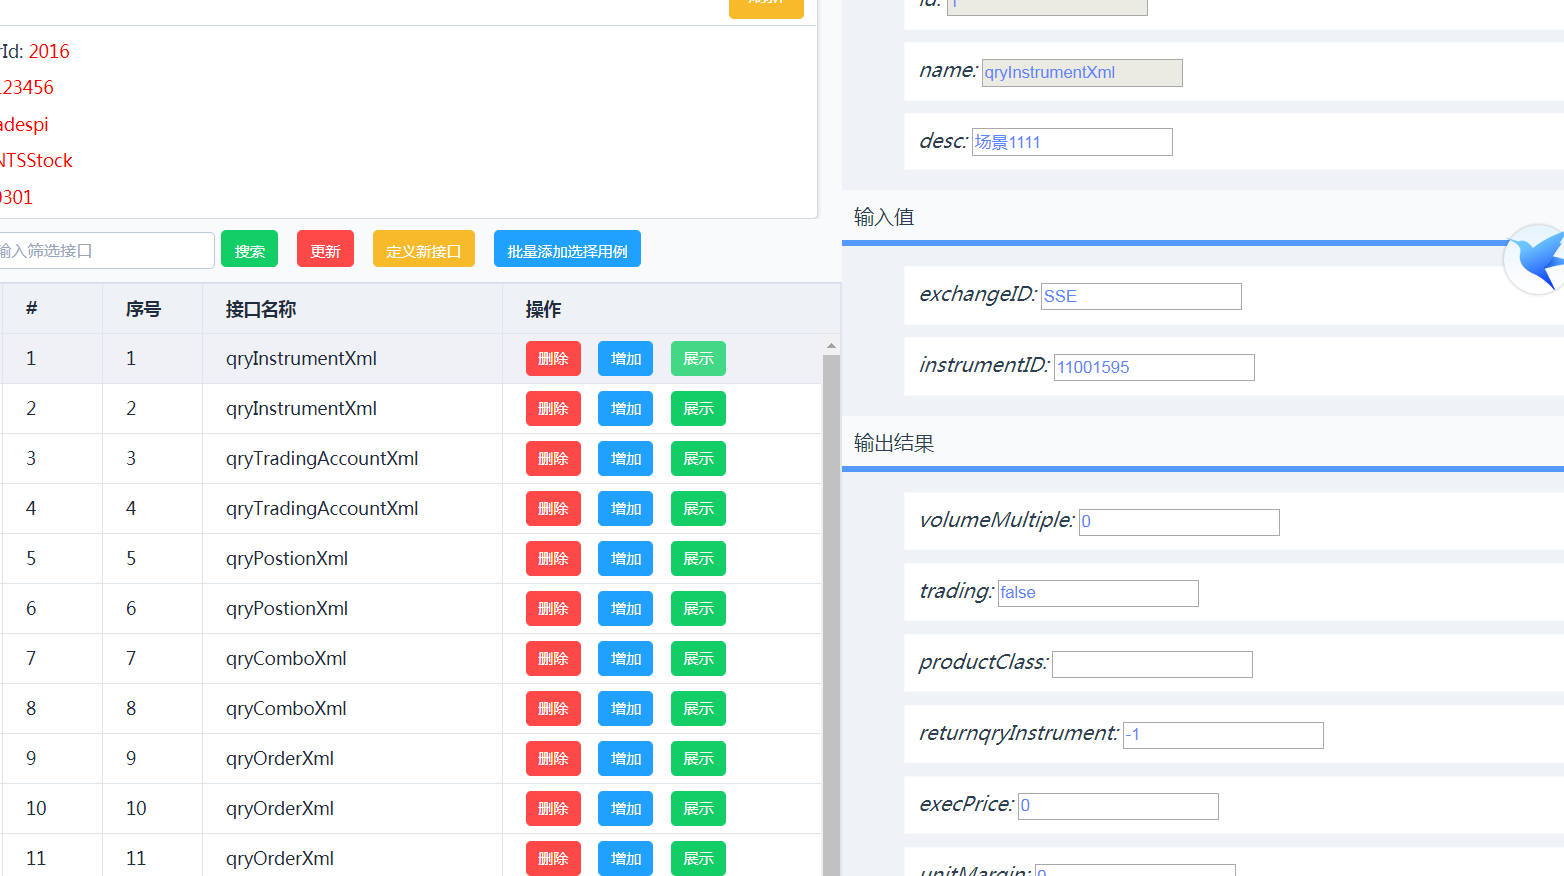 刷新
rId: 2016
123456
adespi
NTSStock
0301
输入筛选接口
搜索
更新
定义新接口
批量添加选择用例
# 序号 接口名称 操作
1 1 qryInstrumentXml 删除 增加 展示
2 2 qryInstrumentXml 删除 增加 展示
3 3 qryTradingAccountXml 删除 增加 展示
4 4 qryTradingAccountXml 删除 增加 展示
5 5 qryPostionXml 删除 增加 展示
6 6 qryPostionXml 删除 增加 展示
7 7 qryComboXml 删除 增加 展示
8 8 qryComboXml 删除 增加 展示
9 9 qryOrderXml 删除 增加 展示
10 10 qryOrderXml 删除 增加 展示
11 11 qryOrderXml 删除 增加 展示
id: 1
name: qryInstrumentXml
desc: 场景1111
输入值
exchangeID: SSE
instrumentID: 11001595
输出结果
volumeMultiple: 0
trading: false
productClass:
returnqryInstrument: -1
execPrice: 0
unitMargin: 0